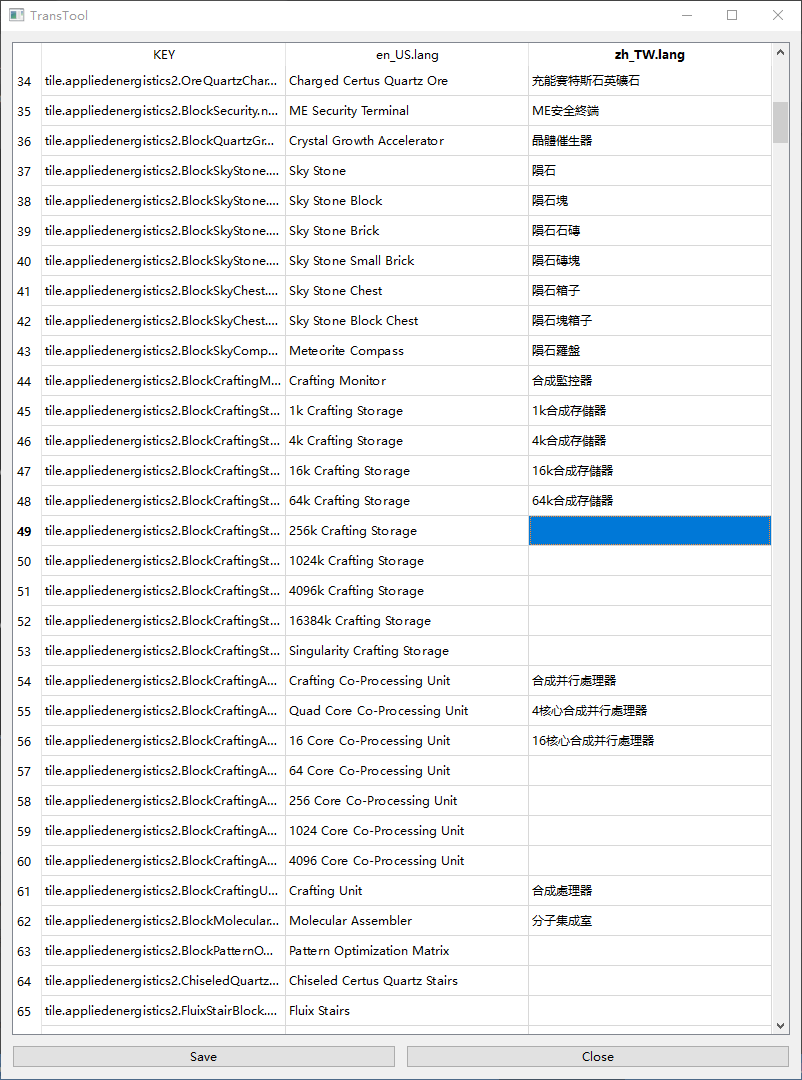 TransTool
KEY en_US.lang zh_TW.lang
34 tile.appliedenergistics2.OreQuartzChar... Charged Certus Quartz Ore 充能賽特斯石英礦石
35 tile.appliedenergistics2.BlockSecurity.n... ME Security Terminal ME安全終端
36 tile.appliedenergistics2.BlockQuartzGr... Crystal Growth Accelerator 晶體催生器
37 tile.appliedenergistics2.BlockSkyStone.... Sky Stone 隕石
38 tile.appliedenergistics2.BlockSkyStone.... Sky Stone Block 隕石塊
39 tile.appliedenergistics2.BlockSkyStone.... Sky Stone Brick 隕石石磚
40 tile.appliedenergistics2.BlockSkyStone.... Sky Stone Small Brick 隕石磚塊
41 tile.appliedenergistics2.BlockSkyChest.... Sky Stone Chest 隕石箱子
42 tile.appliedenergistics2.BlockSkyChest.... Sky Stone Block Chest 隕石塊箱子
43 tile.appliedenergistics2.BlockSkyComp... Meteorite Compass 隕石羅盤
44 tile.appliedenergistics2.BlockCraftingM... Crafting Monitor 合成監控器
45 tile.appliedenergistics2.BlockCraftingSt... 1k Crafting Storage 1k合成存儲器
46 tile.appliedenergistics2.BlockCraftingSt... 4k Crafting Storage 4k合成存儲器
47 tile.appliedenergistics2.BlockCraftingSt... 16k Crafting Storage 16k合成存儲器
48 tile.appliedenergistics2.BlockCraftingSt... 64k Crafting Storage 64k合成存儲器
49 tile.appliedenergistics2.BlockCraftingSt... 256k Crafting Storage
50 tile.appliedenergistics2.BlockCraftingSt... 1024k Crafting Storage
51 tile.appliedenergistics2.BlockCraftingSt... 4096k Crafting Storage
52 tile.appliedenergistics2.BlockCraftingSt... 16384k Crafting Storage
53 tile.appliedenergistics2.BlockCraftingSt... Singularity Crafting Storage
54 tile.appliedenergistics2.BlockCraftingA... Crafting Co-Processing Unit 合成并行處理器
55 tile.appliedenergistics2.BlockCraftingA... Quad Core Co-Processing Unit 4核心合成并行處理器
56 tile.appliedenergistics2.BlockCraftingA... 16 Core Co-Processing Unit 16核心合成并行處理器
57 tile.appliedenergistics2.BlockCraftingA... 64 Core Co-Processing Unit
58 tile.appliedenergistics2.BlockCraftingA... 256 Core Co-Processing Unit
59 tile.appliedenergistics2.BlockCraftingA... 1024 Core Co-Processing Unit
60 tile.appliedenergistics2.BlockCraftingA... 4096 Core Co-Processing Unit
61 tile.appliedenergistics2.BlockCraftingU... Crafting Unit 合成處理器
62 tile.appliedenergistics2.BlockMolecular... Molecular Assembler 分子集成室
63 tile.appliedenergistics2.BlockPatternO... Pattern Optimization Matrix
64 tile.appliedenergistics2.ChiseledQuartz... Chiseled Certus Quartz Stairs
65 tile.appliedenergistics2.FluixStairBlock.... Fluix Stairs
Save Close